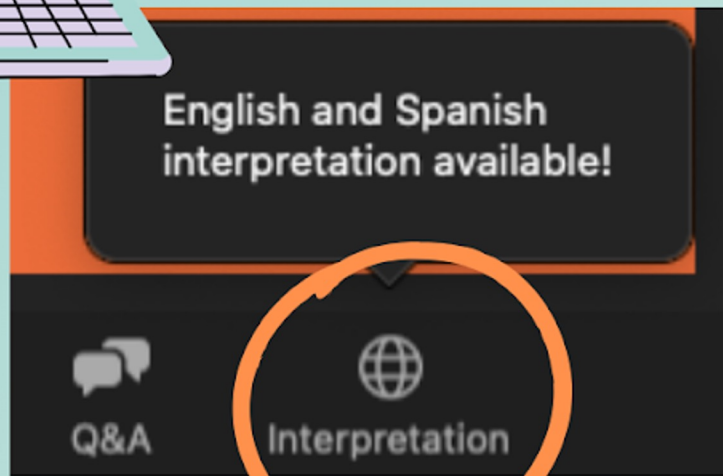 English and Spanish
interpretation available!
Q&A
Interpretation